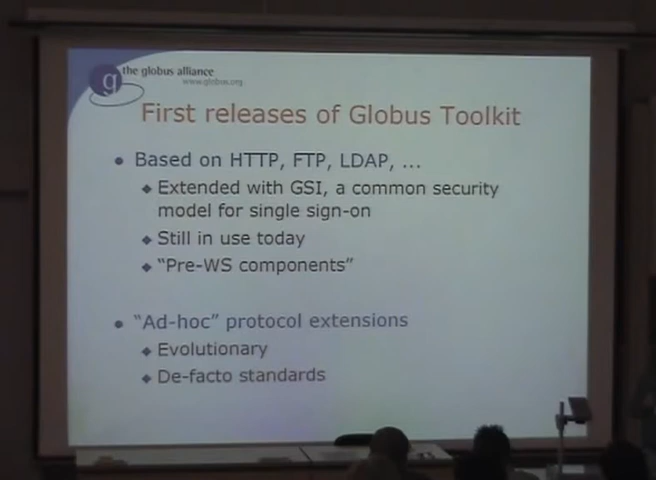 g the globus alliance
www.globus.org
First releases of Globus Toolkit
• Based on HTTP, FTP, LDAP, ...
◆ Extended with GSI, a common security
model for single sign-on
◆ Still in use today
◆ “Pre-WS components”
• “Ad-hoc” protocol extensions
◆ Evolutionary
◆ De-facto standards